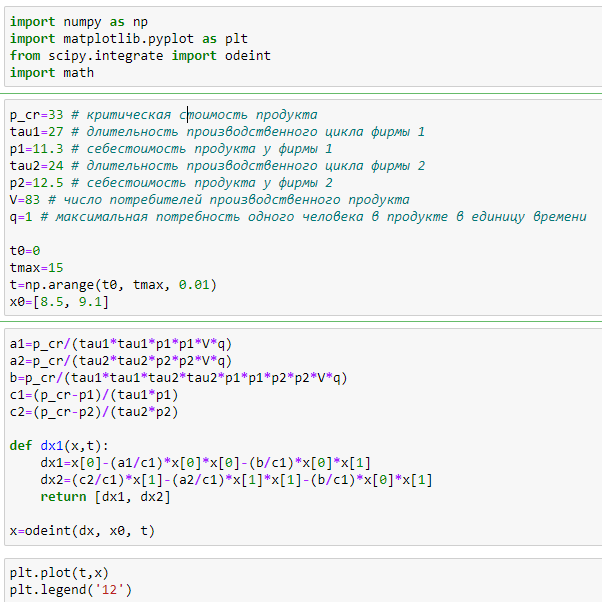 import numpy as np
import matplotlib.pyplot as plt
from scipy.integrate import odeint
import math
p_cr=33 # критическая стоимость продукта
tau1=27 # длительность производственного цикла фирмы 1
p1=11.3 # себестоимость продукта у фирмы 1
tau2=24 # длительность производственного цикла фирмы 2
p2=12.5 # себестоимость продукта у фирмы 2
V=83 # число потребителей производственного продукта
q=1 # максимальная потребность одного человека в продукте в единицу времени
t0=0
tmax=15
t=np.arange(t0, tmax, 0.01)
x0=[8.5, 9.1]
a1=p_cr/(tau1*tau1*p1*p1*V*q)
a2=p_cr/(tau2*tau2*p2*p2*V*q)
b=p_cr/(tau1*tau1*tau2*tau2*p1*p1*p2*p2*V*q)
c1=(p_cr-p1)/(tau1*p1)
c2=(p_cr-p2)/(tau2*p2)
def dx1(x,t):
    dx1=x[0]-(a1/c1)*x[0]*x[0]-(b/c1)*x[0]*x[1]
    dx2=(c2/c1)*x[1]-(a2/c1)*x[1]*x[1]-(b/c1)*x[0]*x[1]
    return [dx1, dx2]
x=odeint(dx, x0, t)
plt.plot(t,x)
plt.legend('12')